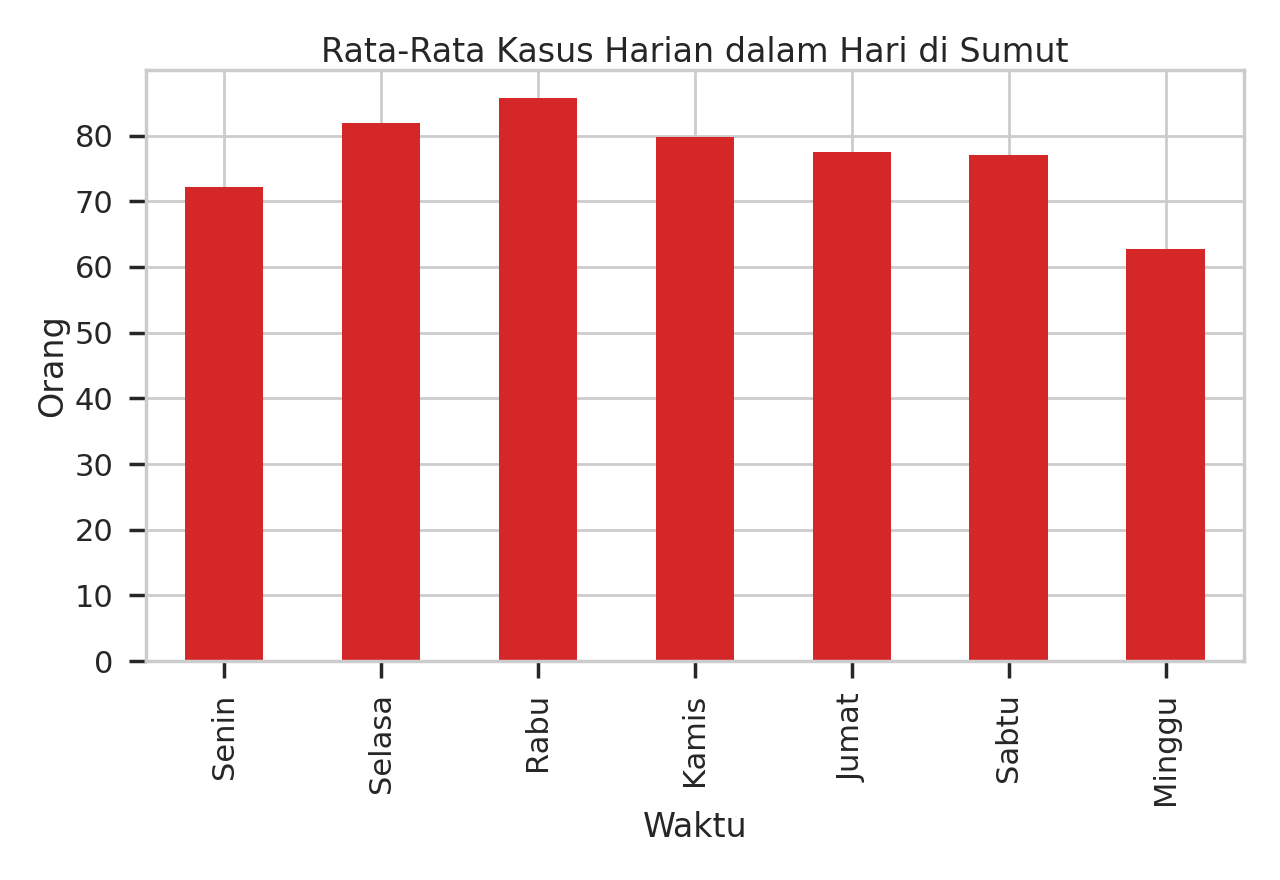 Rata-Rata Kasus Harian dalam Hari di Sumut
Orang
80
70
60
50
40
30
20
10
0
Senin
Selasa
Rabu
Kamis
Jumat
Sabtu
Minggu
Waktu